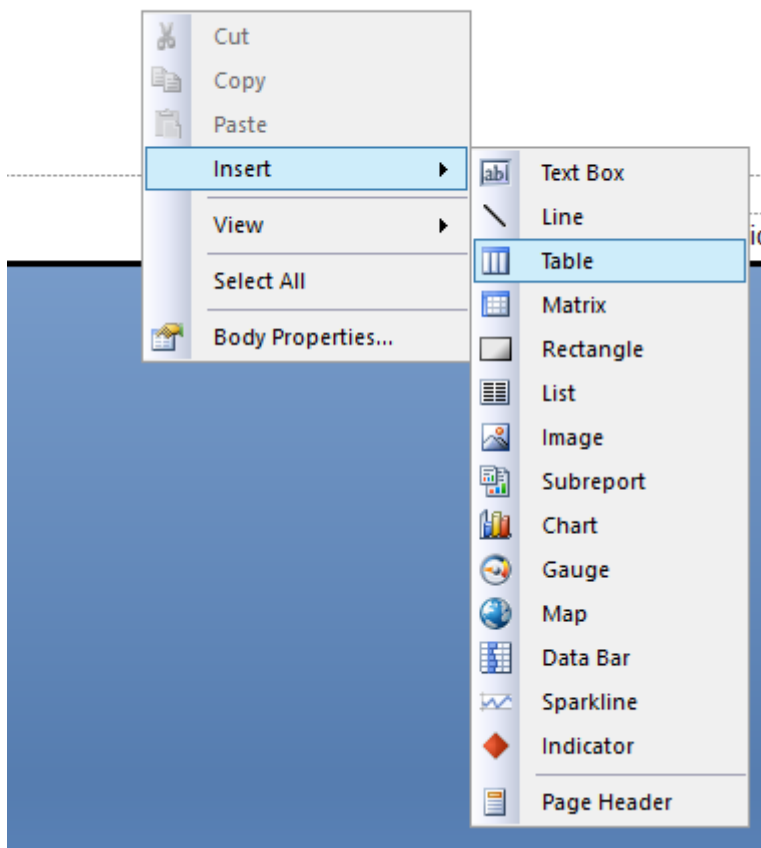 Cut
Copy
Paste
Insert
View
Select All
Body Properties...
abl
Text Box
Line
Table
Matrix
Rectangle
List
Image
Subreport
Chart
Gauge
Map
Data Bar
Sparkline
Indicator
Page Header